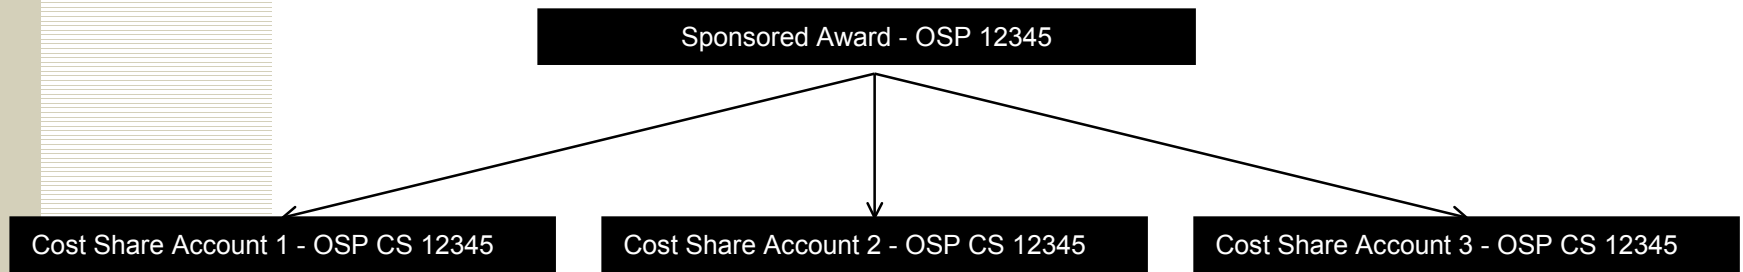 Sponsored Award - OSP 12345
Cost Share Account 1 - OSP CS 12345
Cost Share Account 2 - OSP CS 12345
Cost Share Account 3 - OSP CS 12345